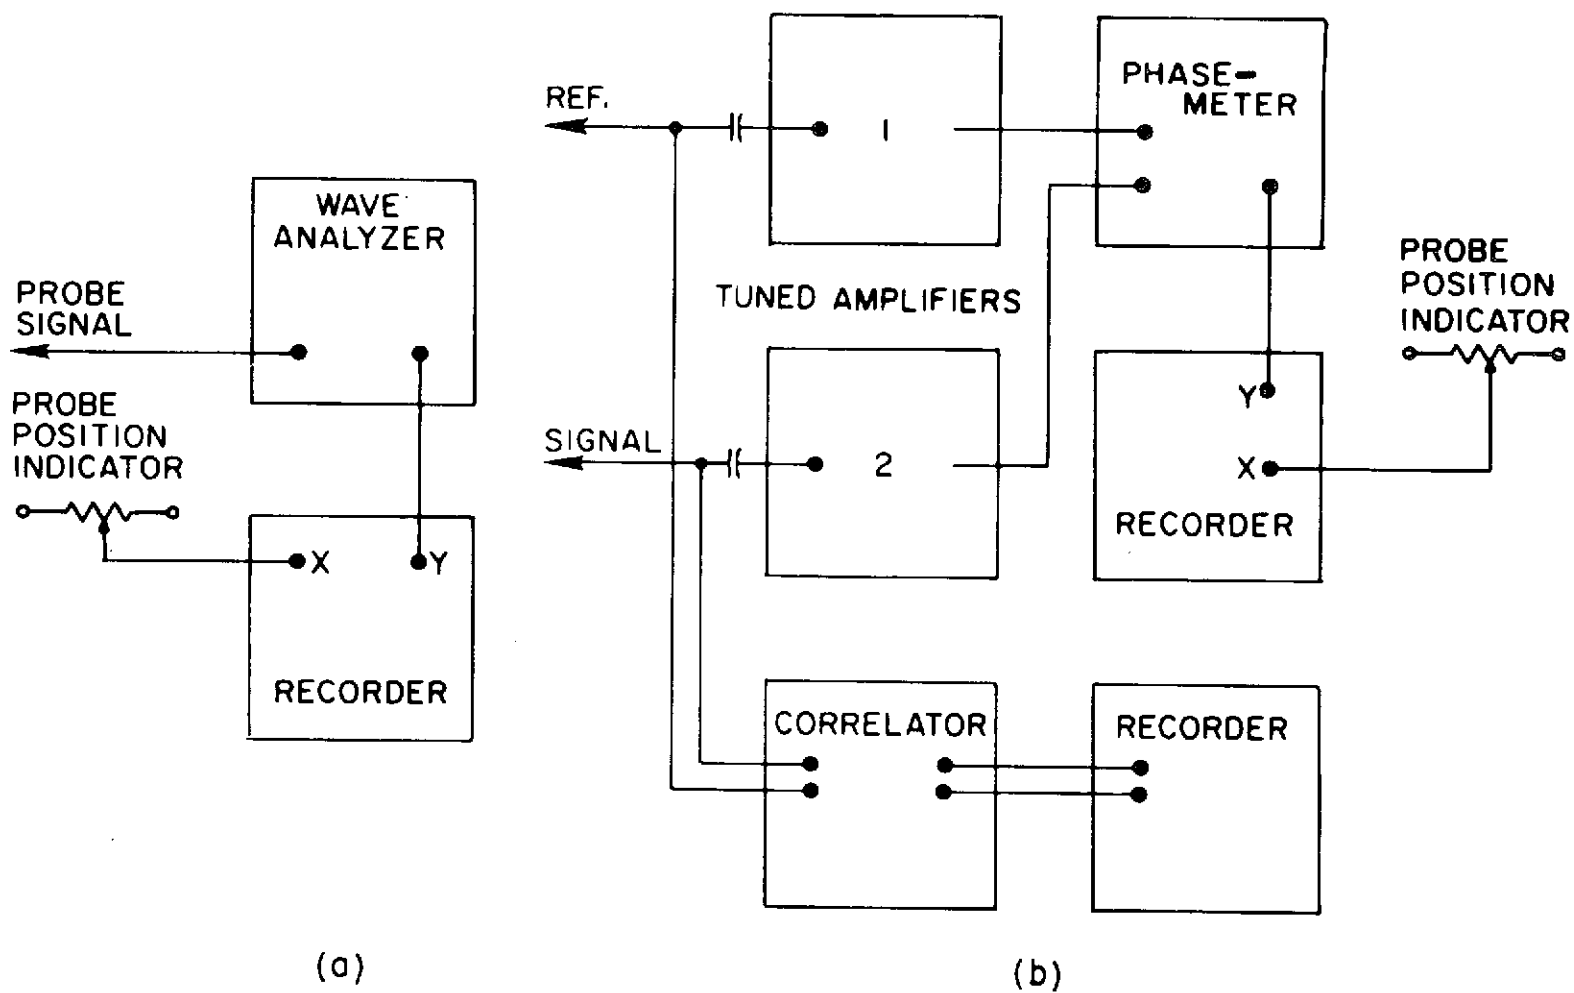 WAVE
ANALYZER
PROBE
SIGNAL
PROBE
POSITION
INDICATOR
X
Y
RECORDER
(a)
REF.
1
PHASE-
METER
TUNED AMPLIFIERS
PROBE
POSITION
INDICATOR
SIGNAL
2
Y
X
RECORDER
CORRELATOR
RECORDER
(b)